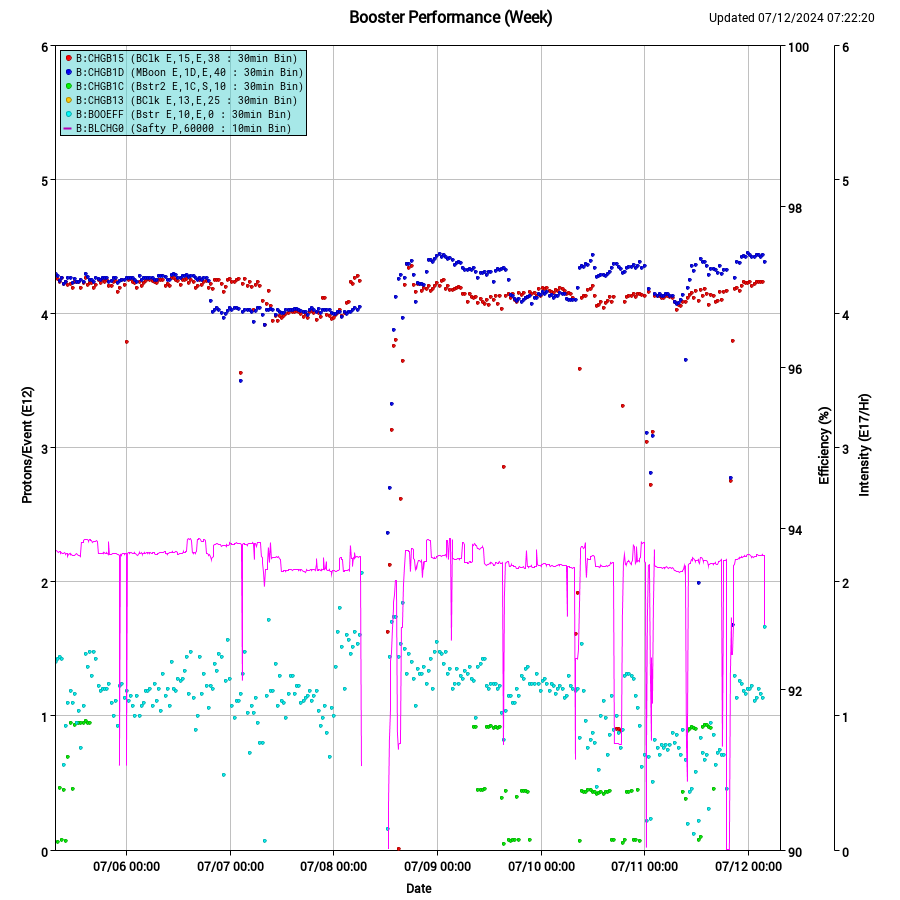 Booster Performance (Week)
Updated 07/12/2024 07:22:20
B:CHGB15 (BClk E,15,E,38 : 30min Bin)
B:CHGB1D (MBoon E,1D,E,40 : 30min Bin)
B:CHGB1C (Bstr2 E,1C,S,10 : 30min Bin)
B:CHGB13 (BClk E,13,E,25 : 30min Bin)
B:BOOEFF (Bstr E,10,E,0 : 30min Bin)
B:BLCHG0 (Safty P,60000 : 10min Bin)
6
5
4
3
2
1
0
Protons/Event (E12)
100
98
96
94
92
90
Efficiency (%)
6
5
4
3
2
1
0
Intensity (E17/Hr)
07/06 00:00
07/07 00:00
07/08 00:00
07/09 00:00
07/10 00:00
07/11 00:00
07/12 00:00
Date